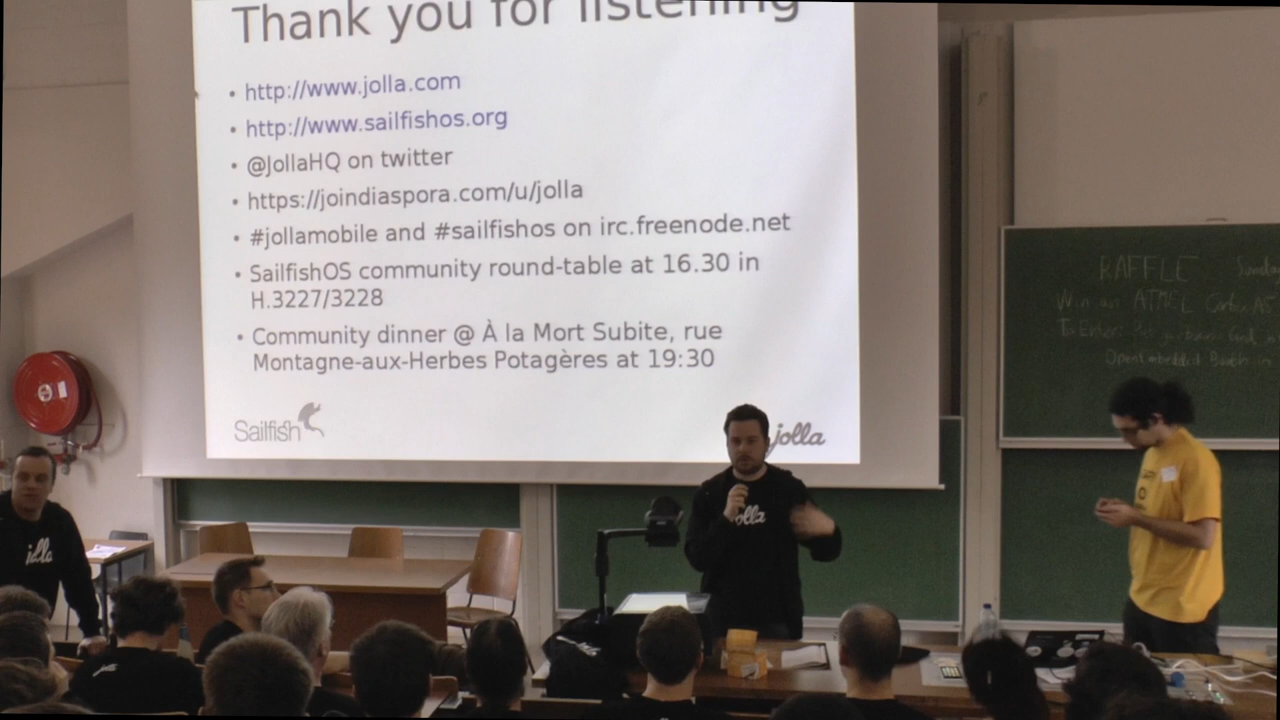 Thank you for listening
• http://www.jolla.com
• http://www.sailfishos.org
• @JollaHQ on twitter
• https://joindiaspora.com/u/jolla
• #jollamobile and #sailfishos on irc.freenode.net
• SailfishOS community round-table at 16.30 in
H.3227/3228
• Community dinner @ À la Mort Subite, rue
Montagne-aux-Herbes Potagères at 19:30
Sailfish
jolla
RAFFLE
ATMEL
jolla
jolla